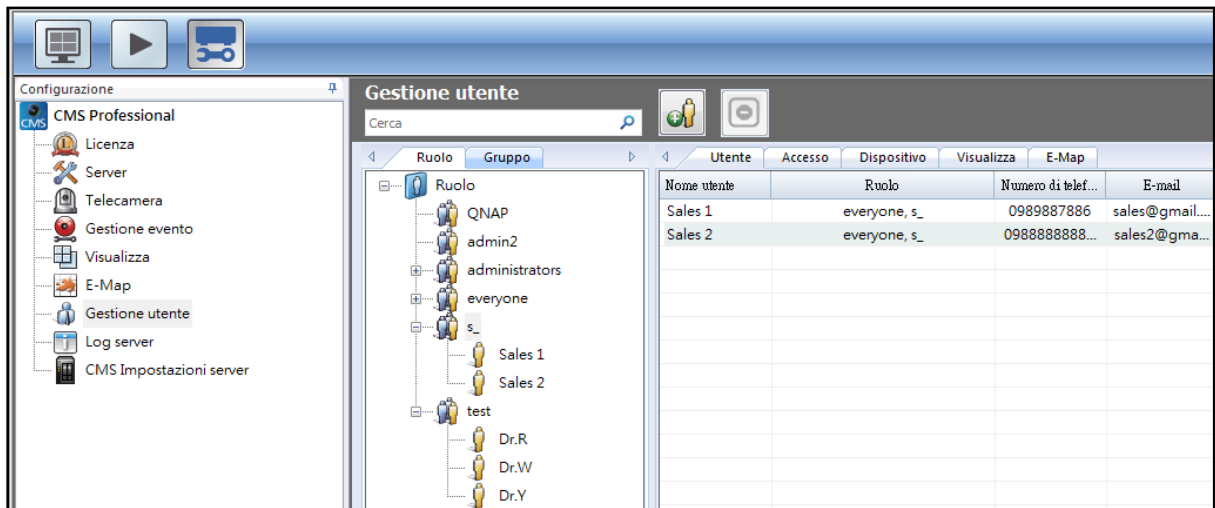 Configurazione
CMS
CMS Professional
Licenza
Server
Telecamera
Gestione evento
Visualizza
E-Map
Gestione utente
Log server
CMS Impostazioni server
Gestione utente
Cerca
Ruolo Gruppo
Ruolo
QNAP
admin2
administrators
everyone
s_
Sales 1
Sales 2
test
Dr.R
Dr.W
Dr.Y
Utente Accesso Dispositivo Visualizza E-Map
Nome utente Ruolo Numero di telef... E-mail
Sales 1 everyone, s_ 0989887886 sales@gmail....
Sales 2 everyone, s_ 0988888888... sales2@gma...